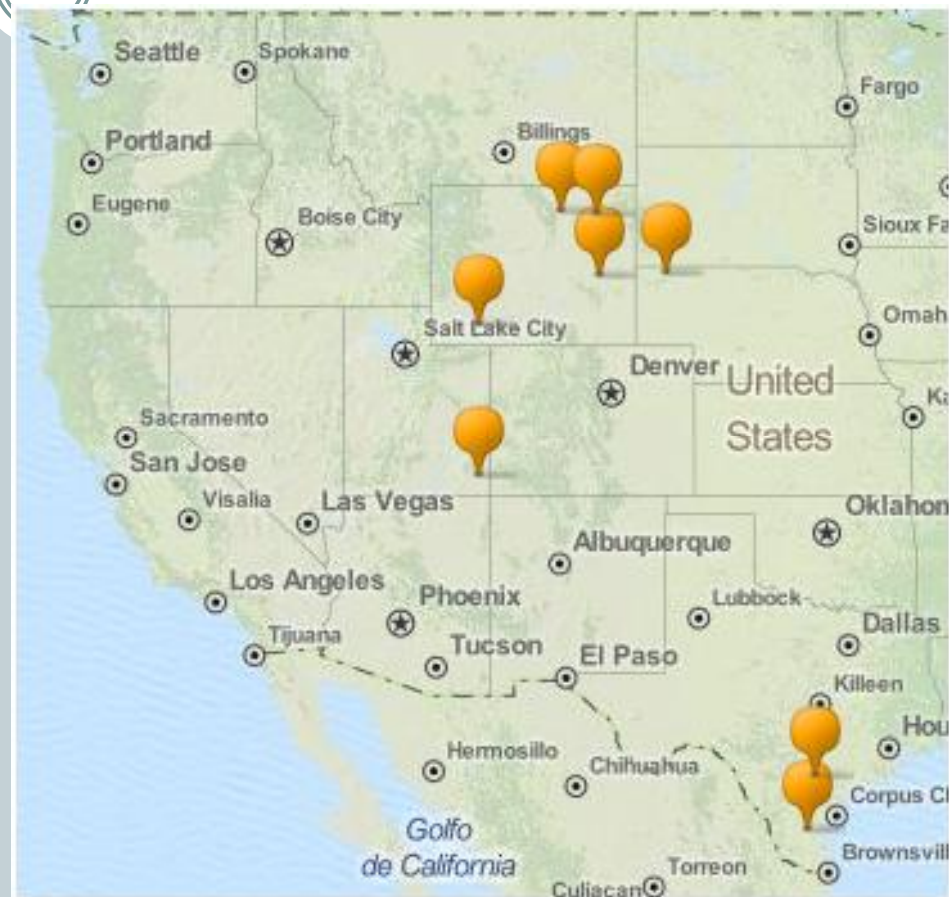 Seattle
Spokane
Fargo
Billings
Portland
Eugene
Boise City
Sioux Fa
Omah
Salt Lake City
Denver
United
States
Ka
Sacramento
San Jose
Visalia
Las Vegas
Oklahon
Albuquerque
Los Angeles
Phoenix
Lubbock
Dallas
Tijuana
Tucson
El Paso
Killeen
Hou
Hermosillo
Chihuahua
Corpus Cl
Golfo
de California
Brownsvill
Torreon
Culiacan